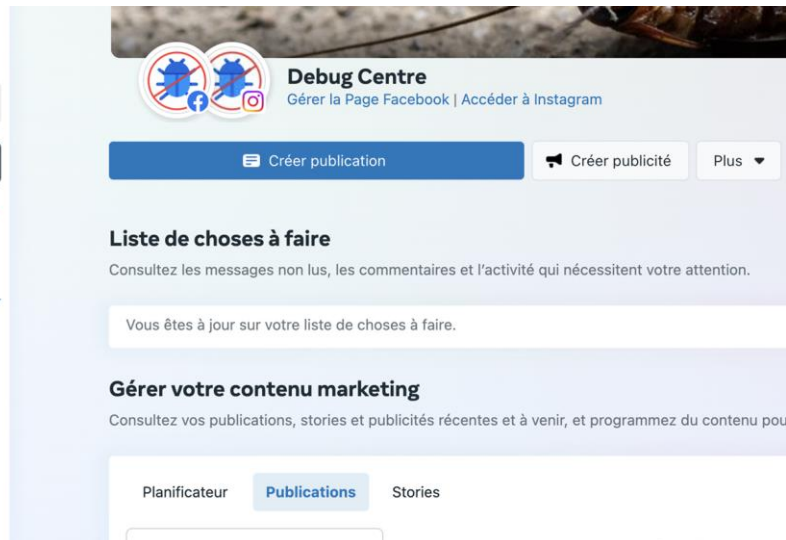 Debug Centre
Gérer la Page Facebook | Accéder à Instagram
Créer publication
Créer publicité
Plus
Liste de choses à faire
Consultez les messages non lus, les commentaires et l'activité qui nécessitent votre attention.
Vous êtes à jour sur votre liste de choses à faire.
Gérer votre contenu marketing
Consultez vos publications, stories et publicités récentes et à venir, et programmez du contenu pou
Planificateur
Publications
Stories